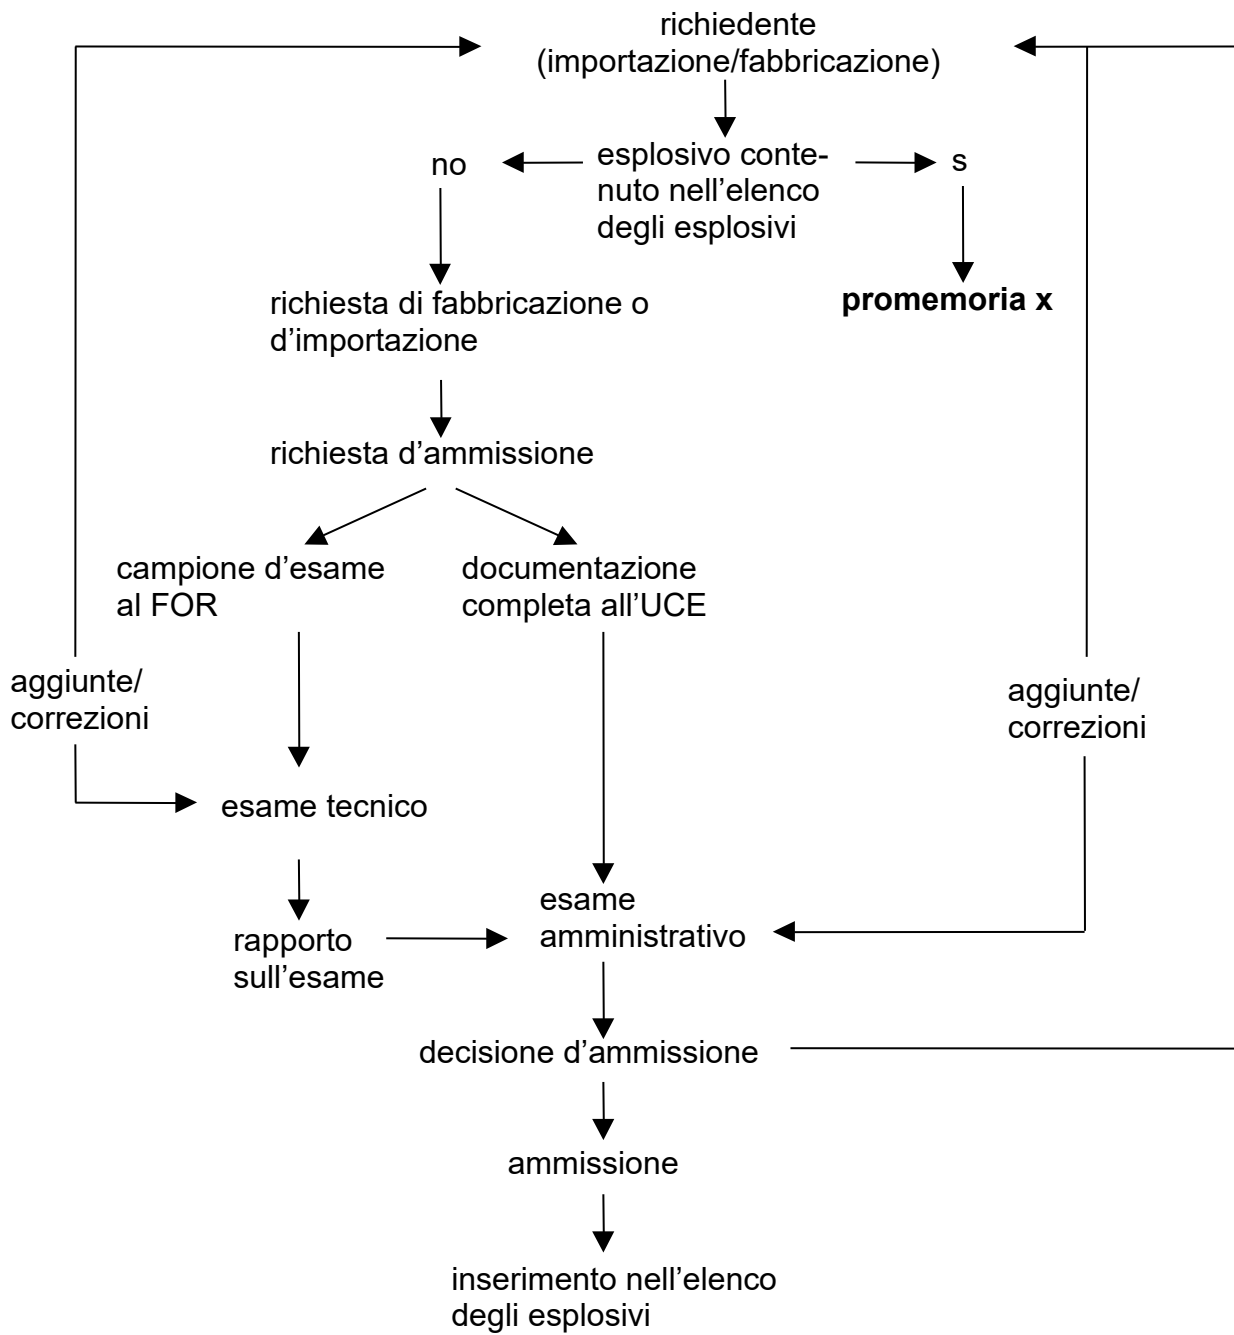 richiedente
(importazione/fabbricazione)
no
esplosivo conte-
nuto nell’elenco
degli esplosivi
s
richiesta di fabbricazione o
d’importazione
promemoria x
richiesta d’ammissione
campione d’esame
al FOR
documentazione
completa all’UCE
aggiunte/
correzioni
aggiunte/
correzioni
esame tecnico
esame
amministrativo
rapporto
sull’esame
decisione d’ammissione
ammissione
inserimento nell’elenco
degli esplosivi